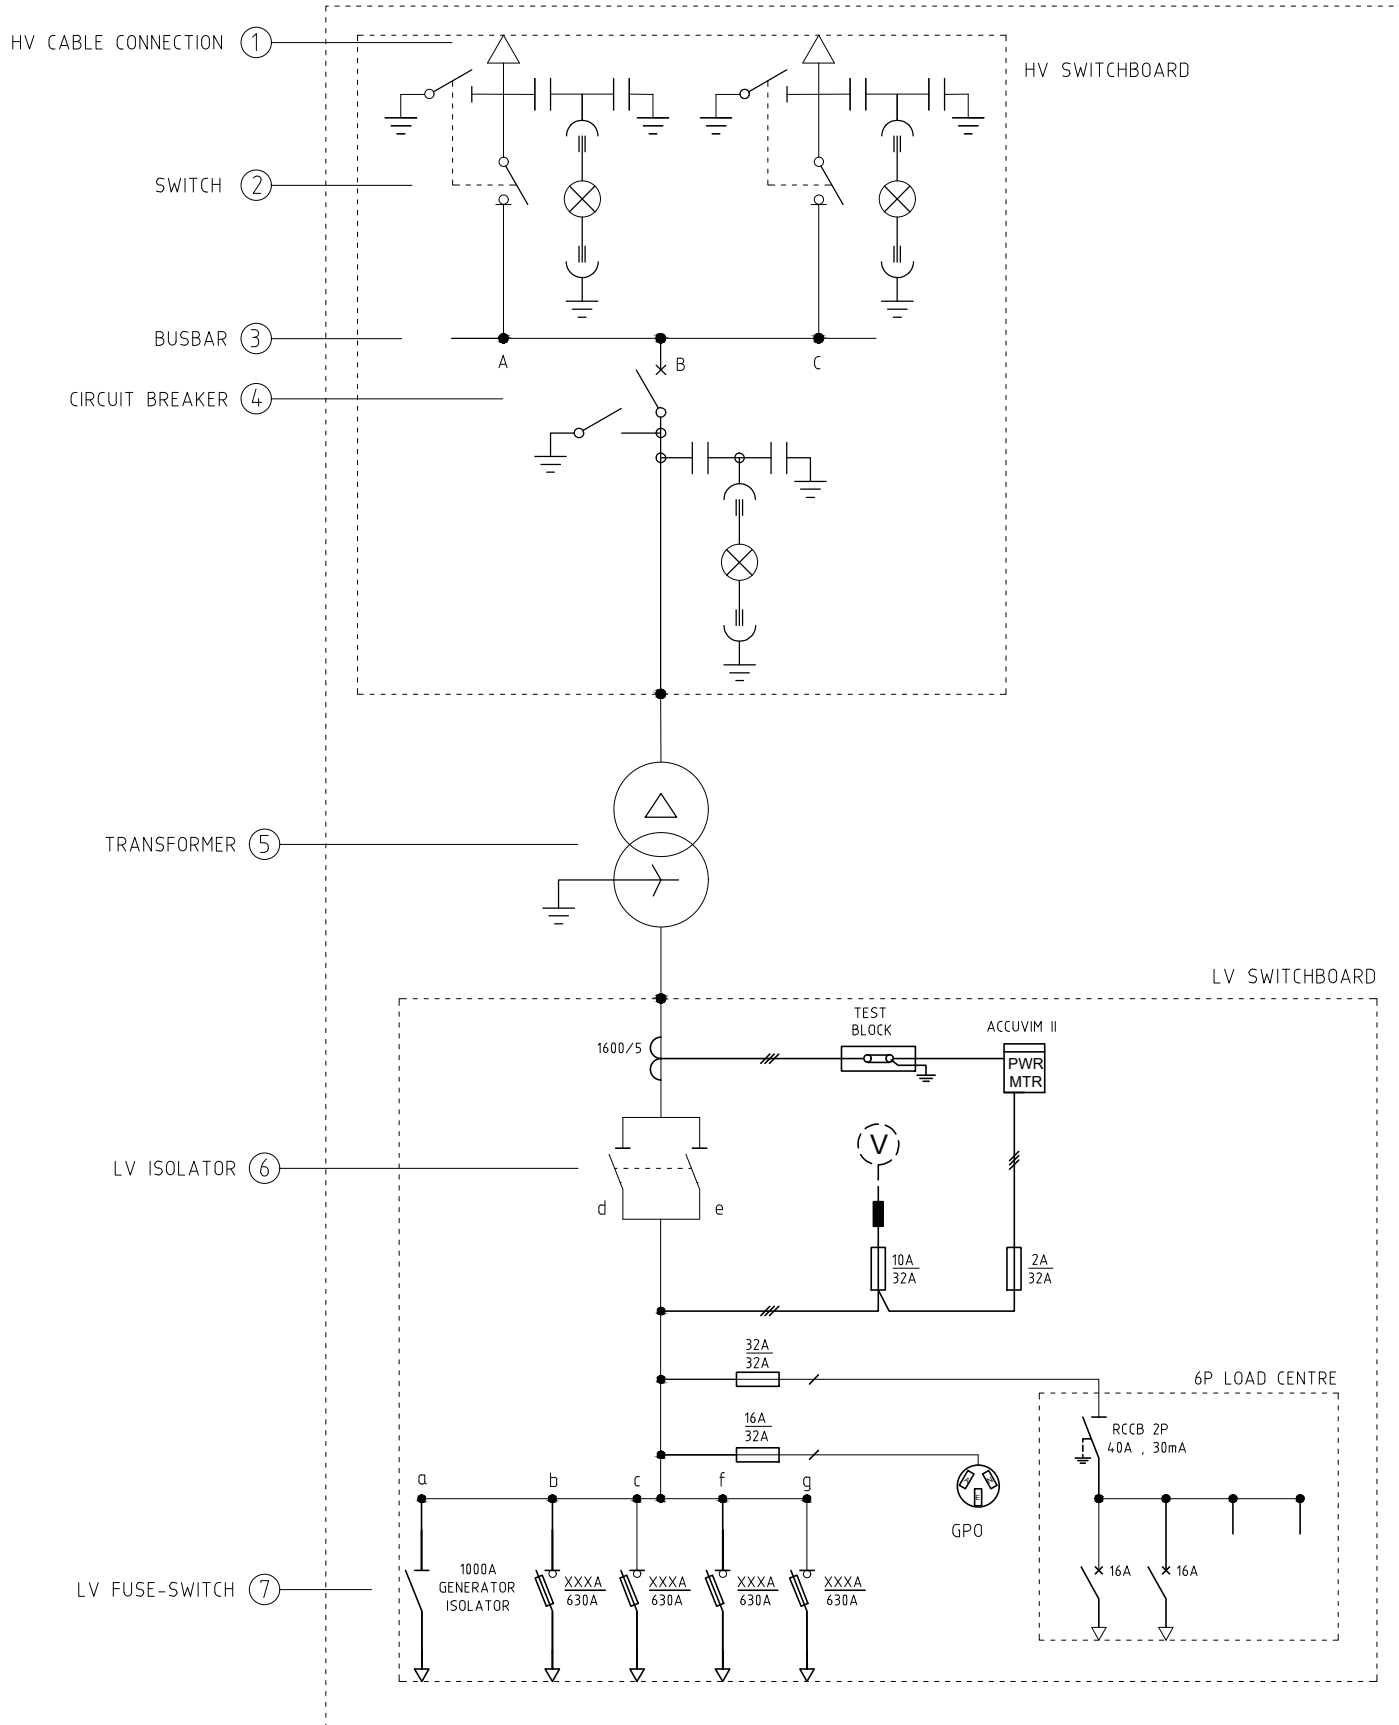 HV CABLE CONNECTION 1
HV SWITCHBOARD
SWITCH 2
BUSBAR 3
A
B
C
CIRCUIT BREAKER 4
TRANSFORMER 5
LV SWITCHBOARD
TEST
BLOCK
ACCUVIM II
1600/5
PWR
MTR
V
LV ISOLATOR 6
d
e
10A
32A
2A
32A
32A
32A
6P LOAD CENTRE
16A
32A
RCCB 2P
40A , 30mA
a
b
c
f
g
E
GPO
LV FUSE-SWITCH 7
1000A
GENERATOR
ISOLATOR
XXXA
630A
XXXA
630A
XXXA
630A
XXXA
630A
16A
16A